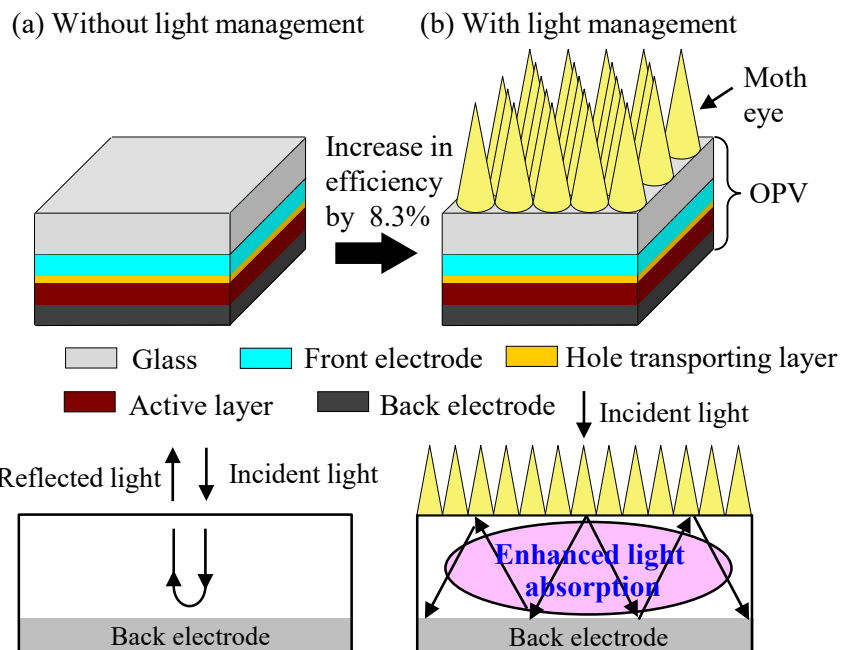 (a) Without light management
(b) With light management
Moth
eye
Increase in
efficiency
by 8.3%
OPV
Glass
Front electrode
Hole transporting layer
Active layer
Back electrode
Incident light
Reflected light
Incident light
Enhanced light
absorption
Back electrode
Back electrode